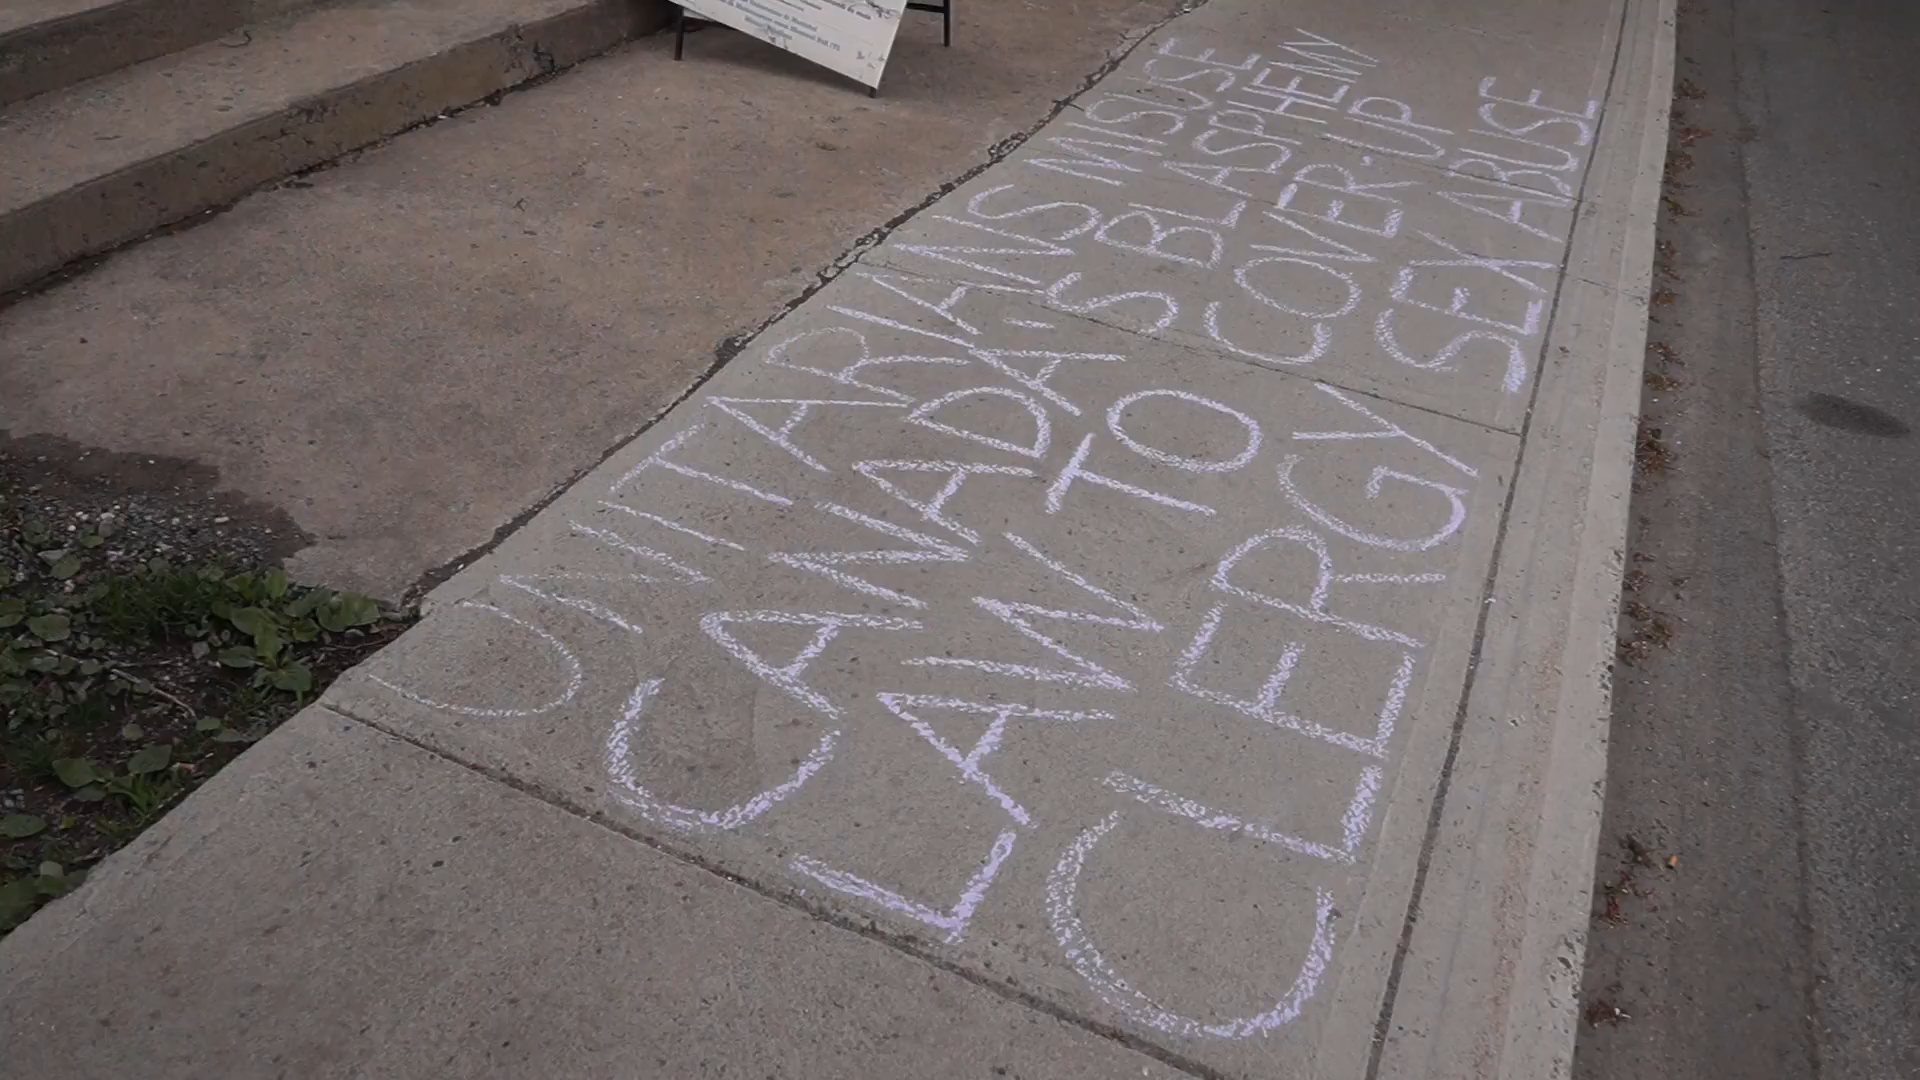 UNITARIANS MISUSE
CANADA'S BLASPHEMY
LAW TO COVER-UP
CLERGY SEX ABUSE